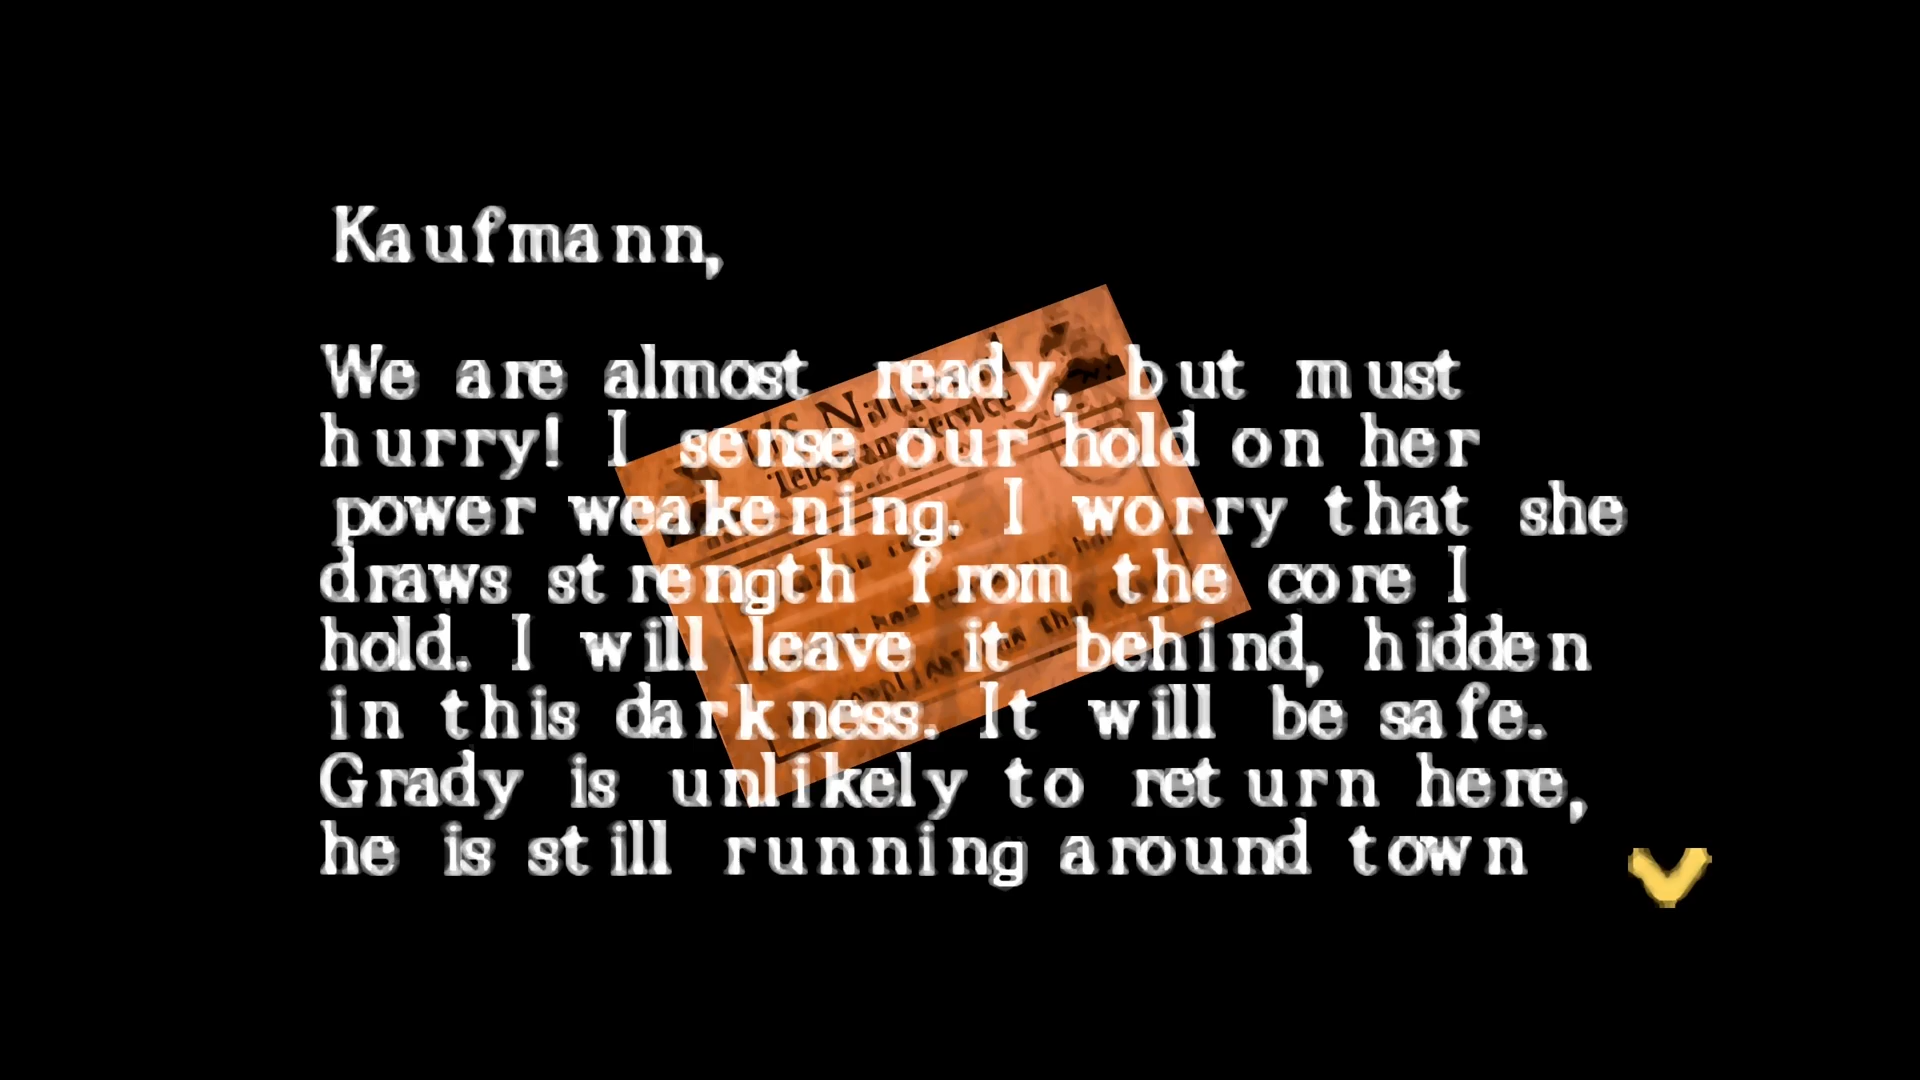 Kaufmann,
We are almost ready, but must
hurry! I sense our hold on her
power weakening. I worry that she
draws strength from the core I
hold. I will leave it behind, hidden
in this darkness. It will be safe.
Grady is unlikely to return here,
he is still running around town